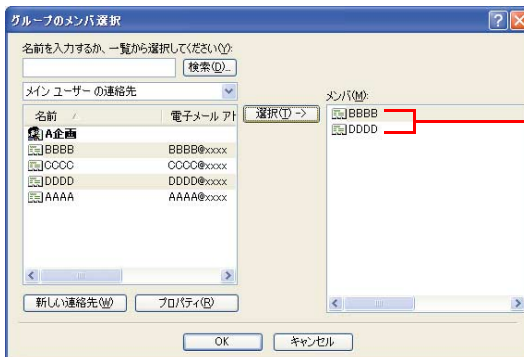 グループのメンバ選択
名前を入力するか、一覧から選択してください(Y):
検索(D)...
メイン ユーザー の連絡先
メンバ(M):
名前 電子メール アト
選択(T) ->
A企画
BBBB BBBB@xxxx
CCCC CCCC@xxxx
DDDD DDDD@xxxx
AAAA AAAA@xxxx
BBBB
DDDD
新しい連絡先(W)
プロパティ(R)
OK
キャンセル